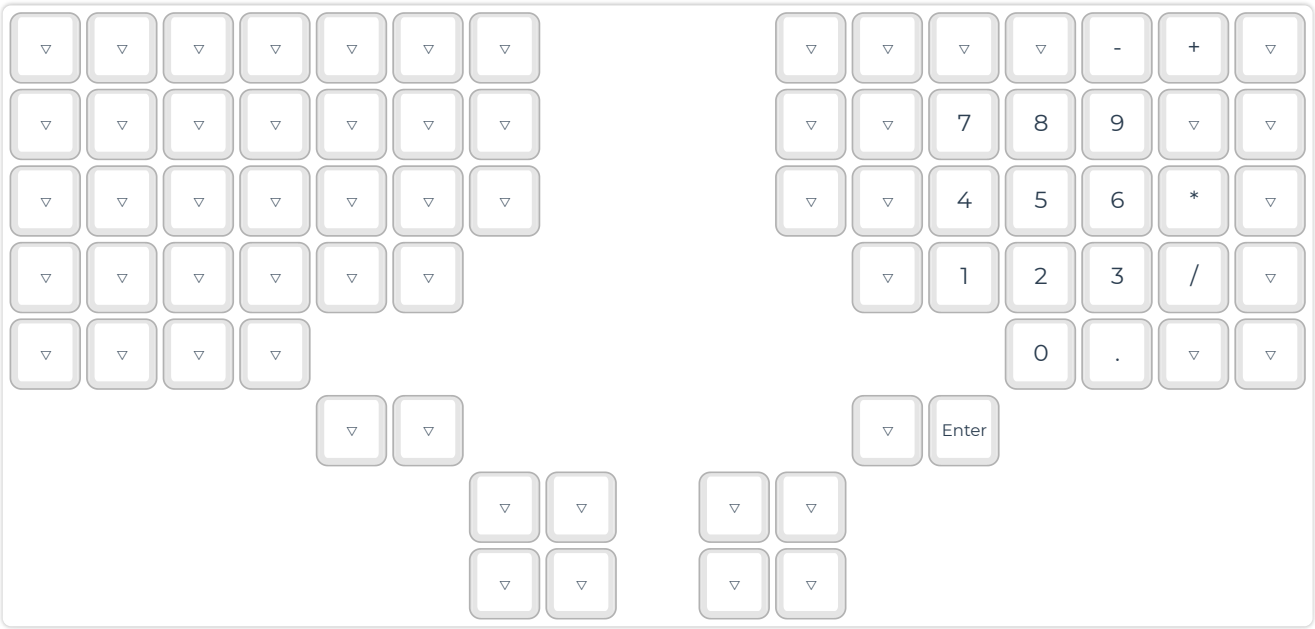 ▽ ▽ ▽ ▽ ▽ ▽ ▽ ▽ ▽ ▽ ▽ - + ▽
▽ ▽ ▽ ▽ ▽ ▽ ▽ ▽ ▽ 7 8 9 ▽ ▽
▽ ▽ ▽ ▽ ▽ ▽ ▽ ▽ ▽ 4 5 6 * ▽
▽ ▽ ▽ ▽ ▽ ▽ ▽ 1 2 3 / ▽
▽ ▽ ▽ ▽ 0 . ▽ ▽
▽ ▽ ▽ Enter
▽ ▽ ▽ ▽
▽ ▽ ▽ ▽